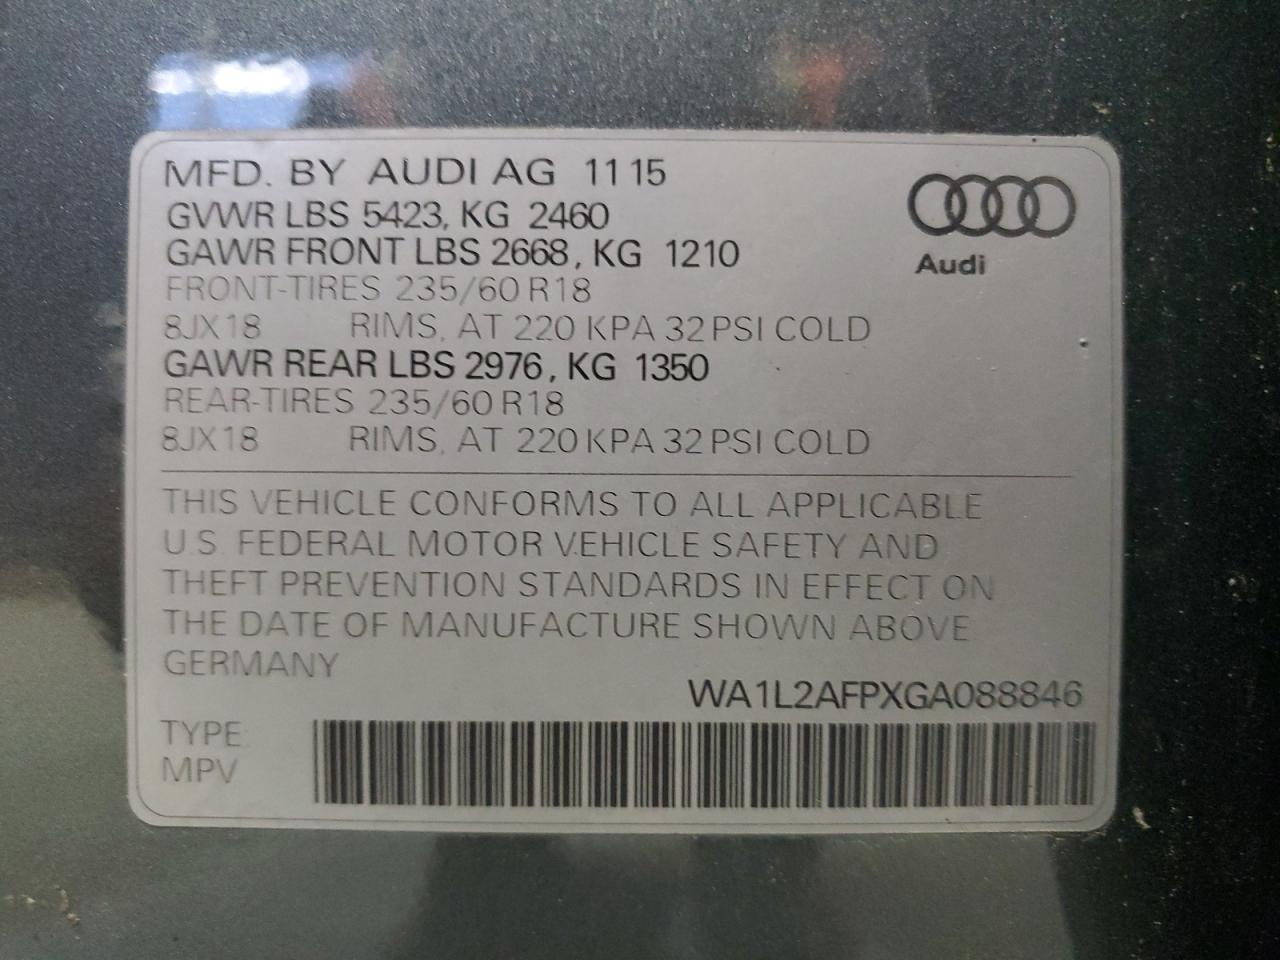 MFD. BY AUDI AG 11 15
GVWR LBS 5423, KG 2460
GAWR FRONT LBS 2668, KG 1210
FRONT-TIRES 235/60 R18
8JX18 RIMS, AT 220 KPA 32 PSI COLD
GAWR REAR LBS 2976, KG 1350
REAR-TIRES 235/60 R18
8JX18 RIMS, AT 220 KPA 32 PSI COLD
Audi
THIS VEHICLE CONFORMS TO ALL APPLICABLE
U.S. FEDERAL MOTOR VEHICLE SAFETY AND
THEFT PREVENTION STANDARDS IN EFFECT ON
THE DATE OF MANUFACTURE SHOWN ABOVE
GERMANY
WA1L2AFPXGA088846
TYPE:
MPV